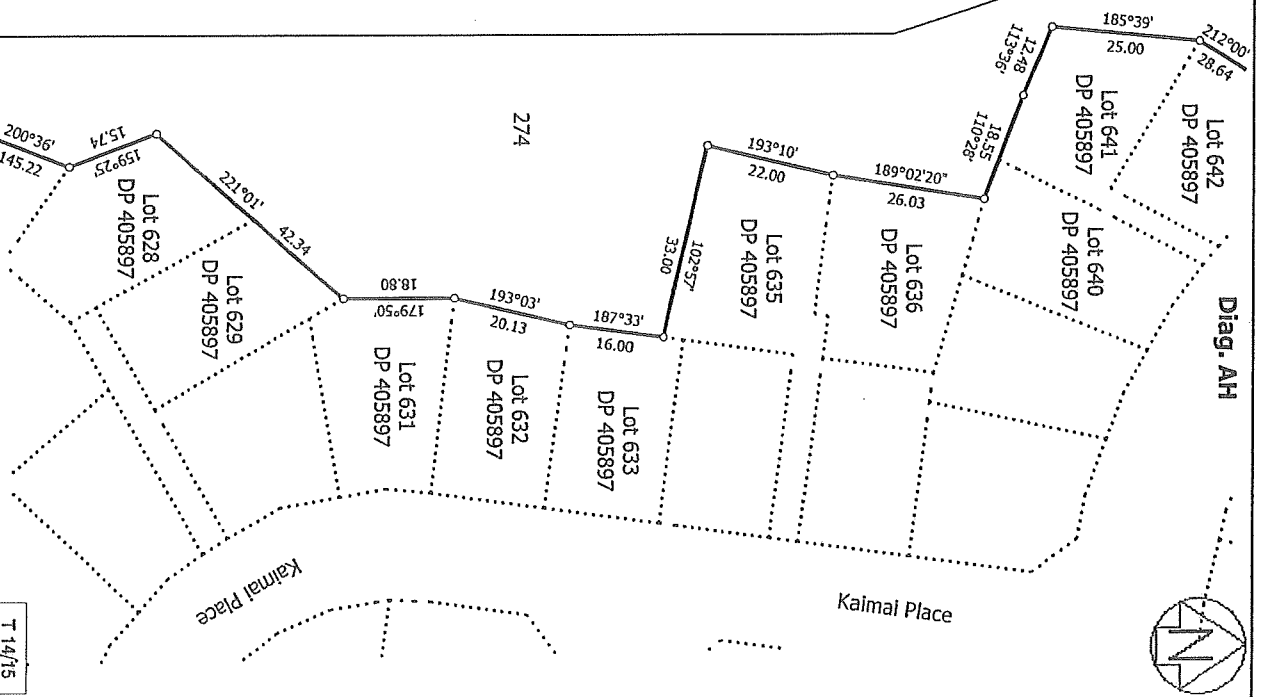 Diag. AH
212°00'
28.64
185°39'
25.00
12.48
113°36'
18.55
110°28'
Lot 642
DP 405897
Lot 641
DP 405897
Lot 640
DP 405897
189°02'20"
26.03
193°10'
22.00
Lot 636
DP 405897
Lot 635
DP 405897
102°57'
33.00
274
187°33'
16.00
193°03'
20.13
179°50'
18.80
Lot 633
DP 405897
Lot 632
DP 405897
Lot 631
DP 405897
221°01'
42.34
Lot 629
DP 405897
Lot 628
DP 405897
159°25'
15.74
200°36'
145.22
Kaimai Place
Kaimai Place
N
T 14/15